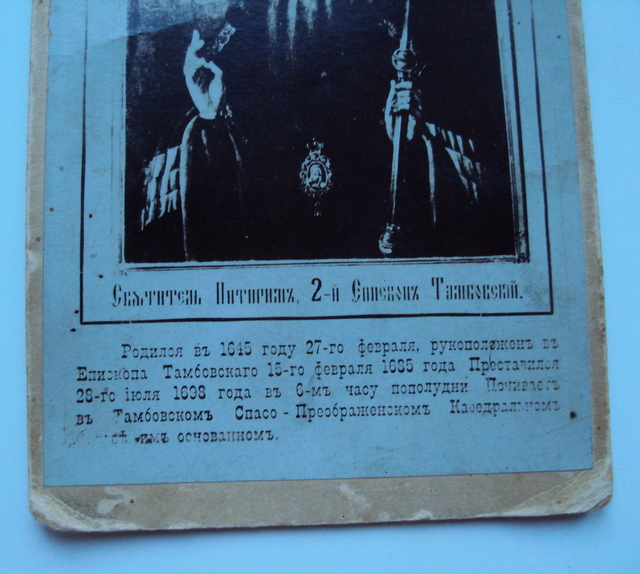 Святитель Питиримъ, 2-й Епископъ Тамбовскій.
Родился въ 1645 году 27-го февраля, рукоположен въ
Епископа Тамбовскаго 15-го февраля 1685 года Преставился
28-го іюля 1698 года въ 6-мъ часу пополудни Почиваетъ
въ Тамбовскомъ Спасо-Преображенскомъ Кафедральномъ
имъ основанномъ.